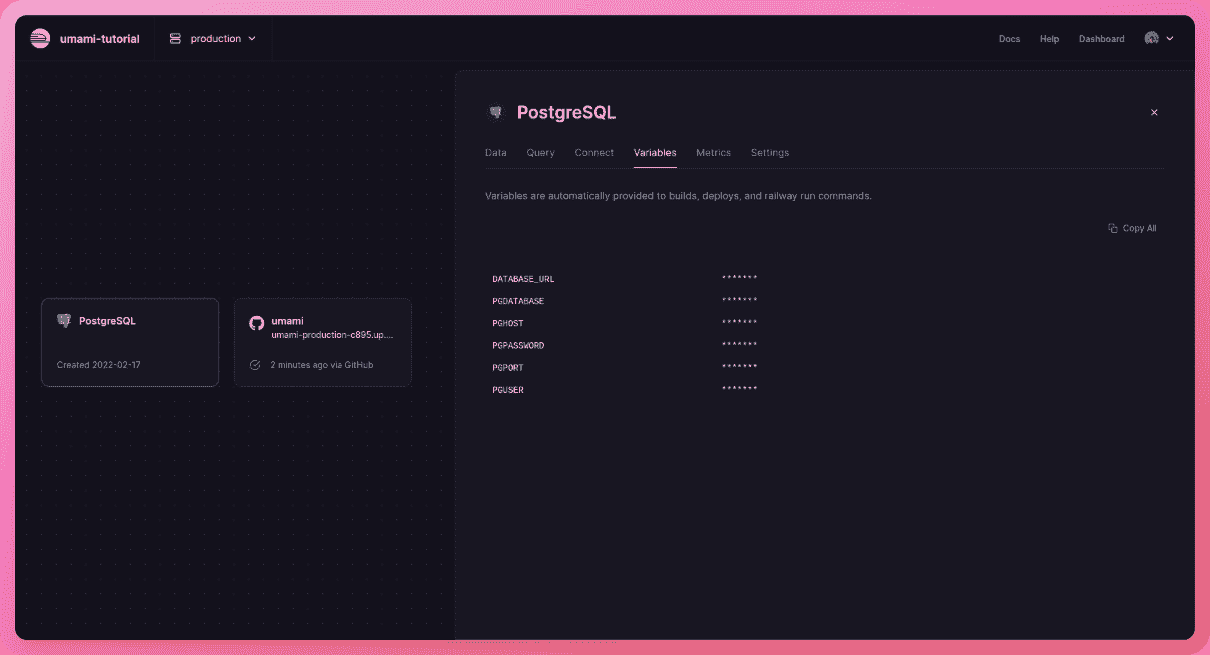 umami-tutorial
production
Docs Help Dashboard
PostgreSQL
Data Query Connect Variables Metrics Settings
Variables are automatically provided to builds, deploys, and railway run commands.
Copy All
DATABASE_URL *******
PGDATABASE *******
PGHOST *******
PGPASSWORD *******
PGPORT *******
PGUSER *******
PostgreSQL
Created 2022-02-17
umami
umami-production-c895.up....
2 minutes ago via GitHub